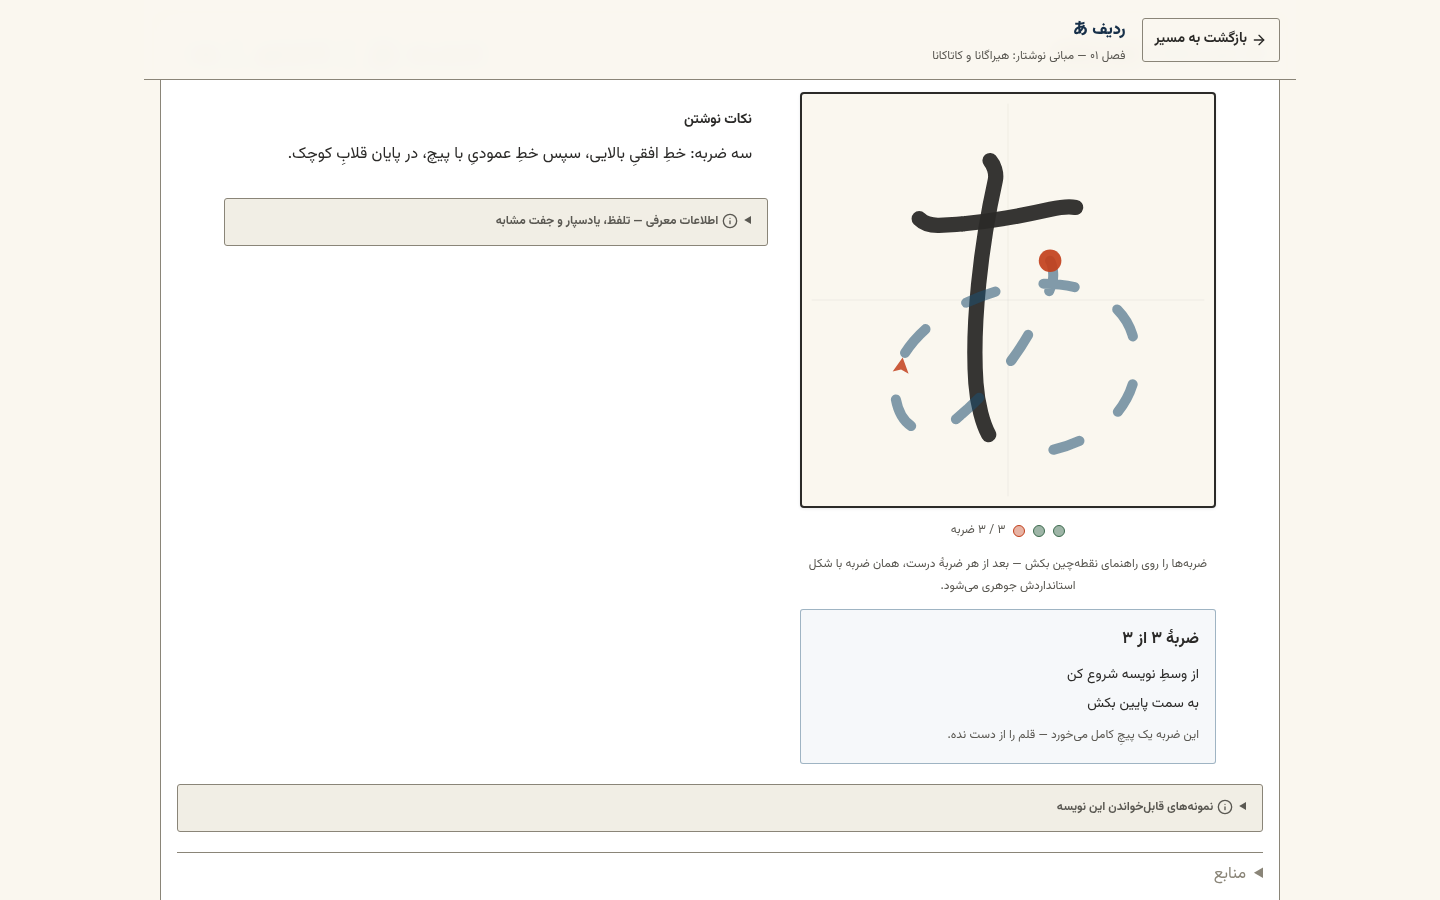 بازگشت به مسیر
ردیف あ
فصل ۰۱ — مبانی نوشتار: هیراگانا و کاتاکانا
۳ / ۳ ضربه
ضربه‌ها را روی راهنمای نقطه‌چین بکش — بعد از هر ضربهٔ درست، همان ضربه با شکل
استانداردش جوهری می‌شود.
ضربهٔ ۳ از ۳
از وسطِ نویسه شروع کن
به سمت پایین بکش
این ضربه یک پیچِ کامل می‌خورد — قلم را از دست نده.
نکات نوشتن
سه ضربه: خطِ افقیِ بالایی، سپس خطِ عمودیِ با پیچ، در پایان قلابِ کوچک.
اطلاعات معرفی — تلفظ، یادسپار و جفت مشابه
نمونه‌های قابل‌خواندن این نویسه
منابع